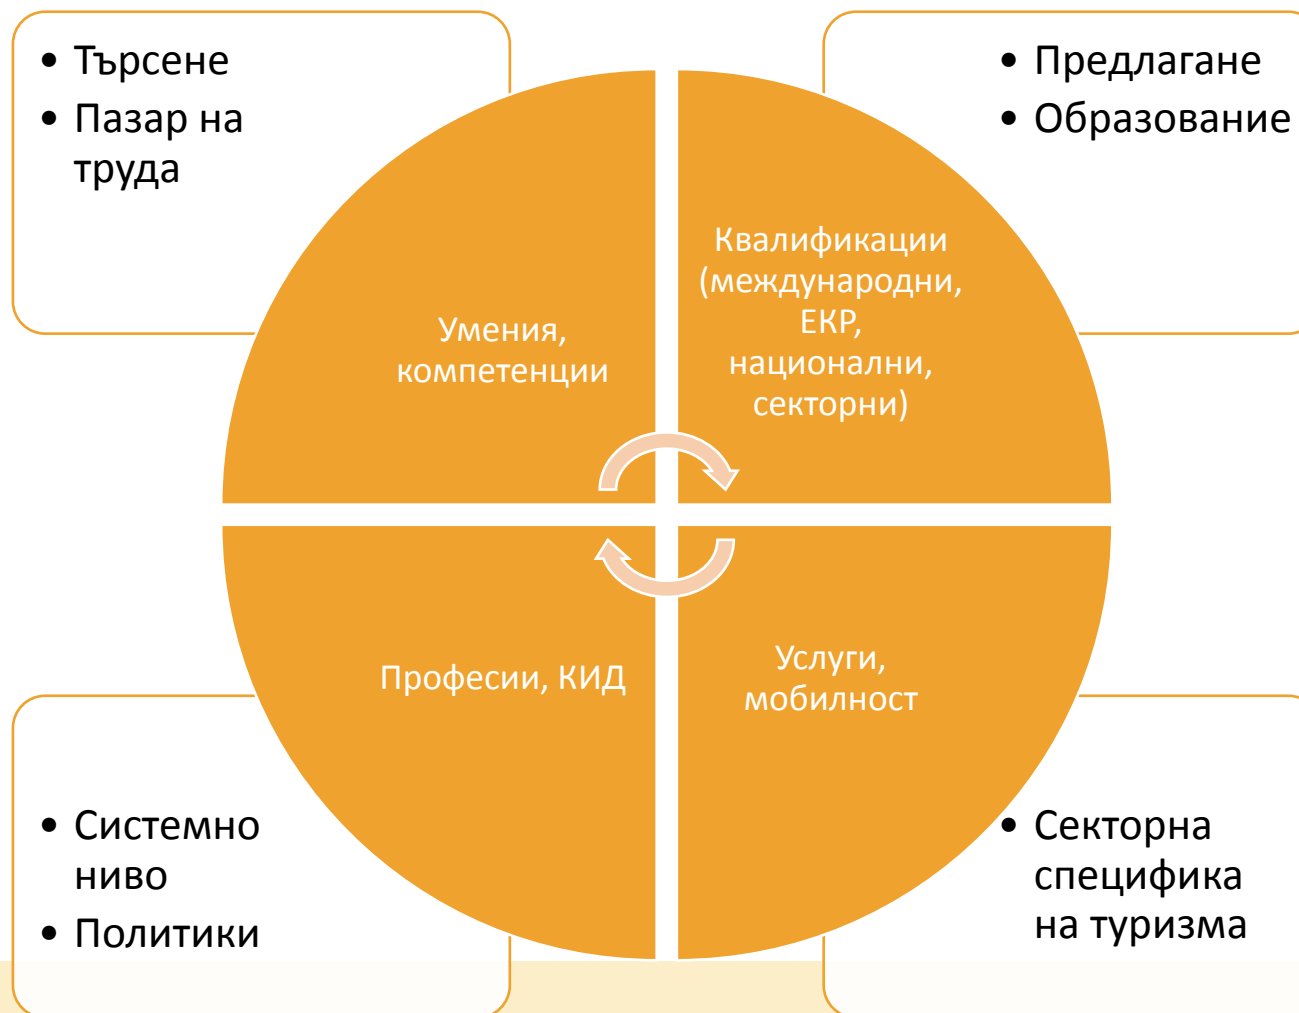 • Търсене
• Пазар на
труда
• Предлагане
• Образование
Умения,
компетенции
Квалификации
(международни,
ЕКР,
национални,
секторни)
Професии, КИД
Услуги,
мобилност
• Системно
ниво
• Политики
• Секторна
специфика
на туризма